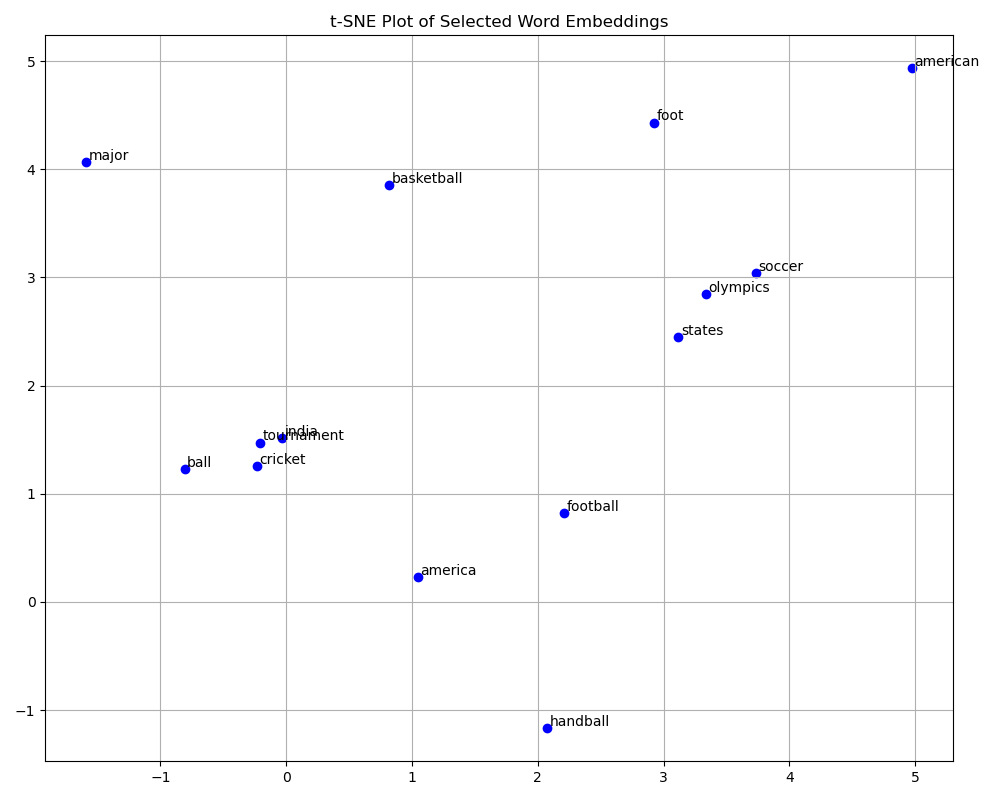 t-SNE Plot of Selected Word Embeddings
5
american
foot
major
4
basketball
soccer
3
olympics
states
2
india
tournament
ball
cricket
1
football
america
0
handball
−1
−1 0 1 2 3 4 5